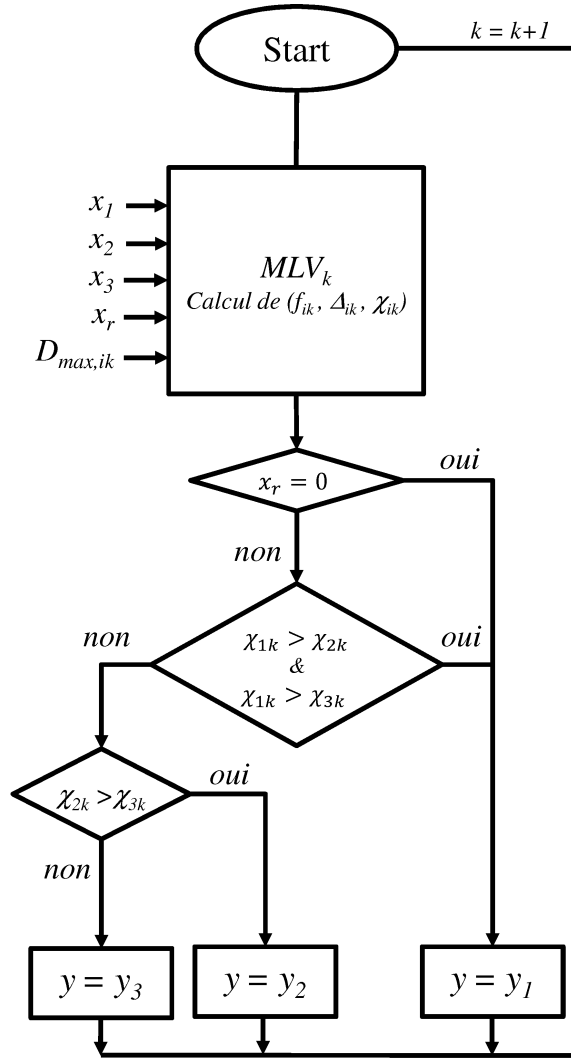 Start
k = k+1
x1
x2
x3
xr
Dmax,ik
MLVk
Calcul de (fik, Δik, χik)
xr = 0
oui
non
χ1k > χ2k
&
χ1k > χ3k
non
oui
χ2k >χ3k
oui
non
y = y3
y = y2
y = y1